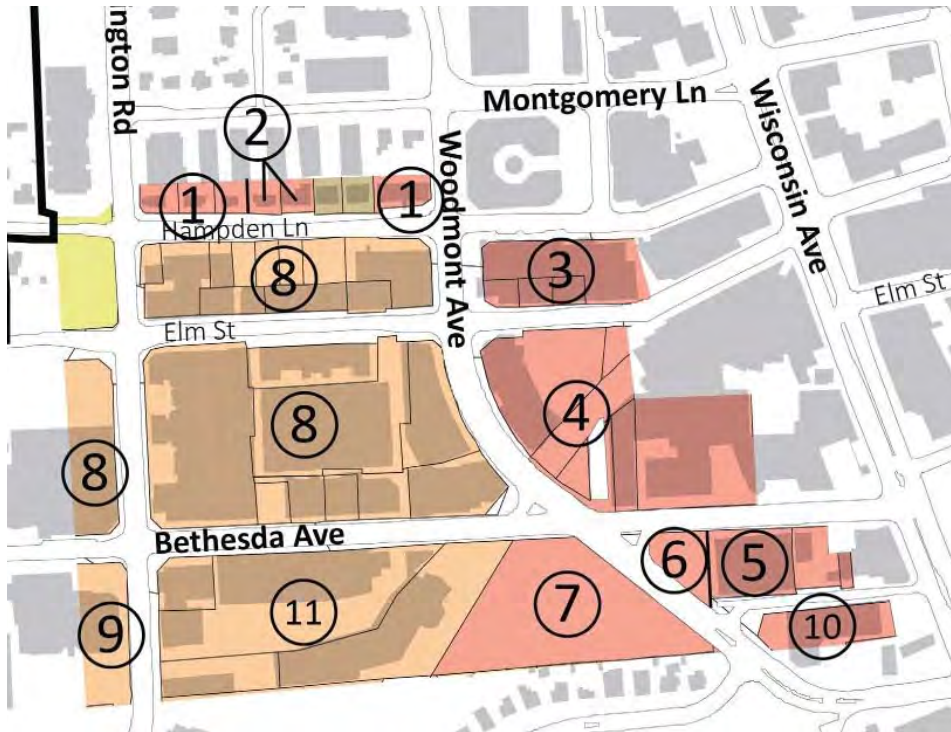 ington Rd
Montgomery Ln
Wisconsin Ave
2
Woodmont Ave
1
1
Hampden Ln
8
3
Elm St
Elm St
8
4
8
Bethesda Ave
6
5
11
7
9
10